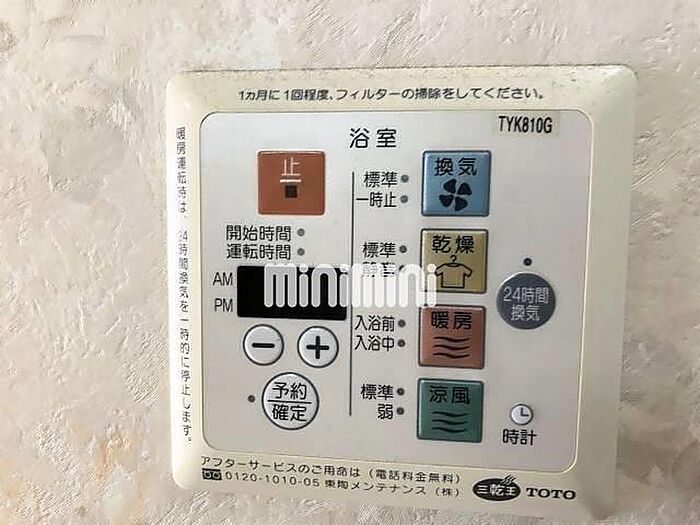 1ヵ月に1回程度、フィルターの掃除をしてください。
TYK810G
暖房運転時は、24時間換気を一時的に停止します。
浴室
止
標準
一時止
換気
開始時間
運転時間
標準
静音
乾燥
AM
PM
minimini
24時間
換気
入浴前
入浴中
暖房
予約
確定
標準
弱
涼風
時計
アフターサービスのご用命は(電話料金無料)
0120-1010-05 東陶メンテナンス(株)
三乾王
TOTO